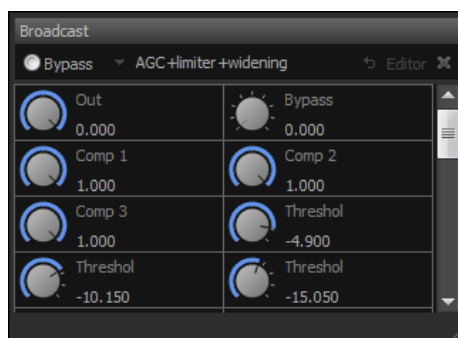 Broadcast
Bypass AGC+limiter+widening Editor
Out Bypass
0.000 0.000
Comp 1 Comp 2
1.000 1.000
Comp 3 Threshol
1.000 -4.900
Threshol Threshol
-10.150 -15.050